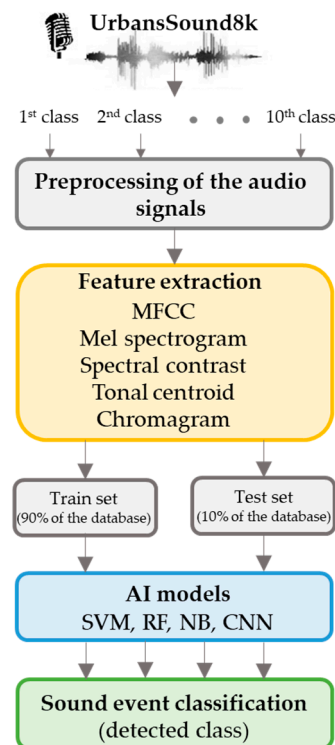 UrbansSound8k
1st class 2nd class • • • 10th class
Preprocessing of the audio
signals
Feature extraction
MFCC
Mel spectrogram
Spectral contrast
Tonal centroid
Chromagram
Train set
(90% of the database)
Test set
(10% of the database)
AI models
SVM, RF, NB, CNN
Sound event classification
(detected class)